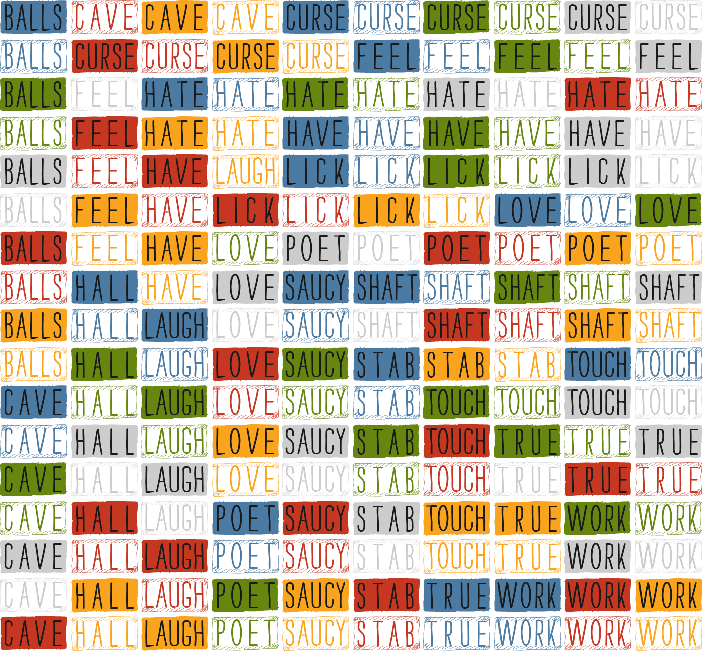 BALLS CAVE CAVE CAVE CURSE CURSE CURSE CURSE CURSE CURSE
BALLS CURSE CURSE CURSE CURSE FEEL FEEL FEEL FEEL FEEL
BALLS FEEL HATE HATE HATE HATE HATE HATE HATE HATE
BALLS FEEL HATE HATE HAVE HAVE HAVE HAVE HAVE HAVE
BALLS FEEL HAVE LAUGH LICK LICK LICK LICK LICK LICK
BALLS FEEL HAVE LICK LICK LICK LICK LOVE LOVE LOVE
BALLS FEEL HAVE LOVE POET POET POET POET POET POET
BALLS HALL HAVE LOVE SAUCY SHAFT SHAFT SHAFT SHAFT SHAFT
BALLS HALL LAUGH LOVE SAUCY SHAFT SHAFT SHAFT SHAFT SHAFT
BALLS HALL LAUGH LOVE SAUCY STAB STAB STAB TOUCH TOUCH
CAVE HALL LAUGH LOVE SAUCY STAB TOUCH TOUCH TOUCH TOUCH
CAVE HALL LAUGH LOVE SAUCY STAB TOUCH TRUE TRUE TRUE
CAVE HALL LAUGH LOVE SAUCY STAB TOUCH TRUE TRUE TRUE
CAVE HALL LAUGH POET SAUCY STAB TOUCH TRUE WORK WORK
CAVE HALL LAUGH POET SAUCY STAB TOUCH TRUE WORK WORK
CAVE HALL LAUGH POET SAUCY STAB TRUE WORK WORK WORK
CAVE HALL LAUGH POET SAUCY STAB TRUE WORK WORK WORK